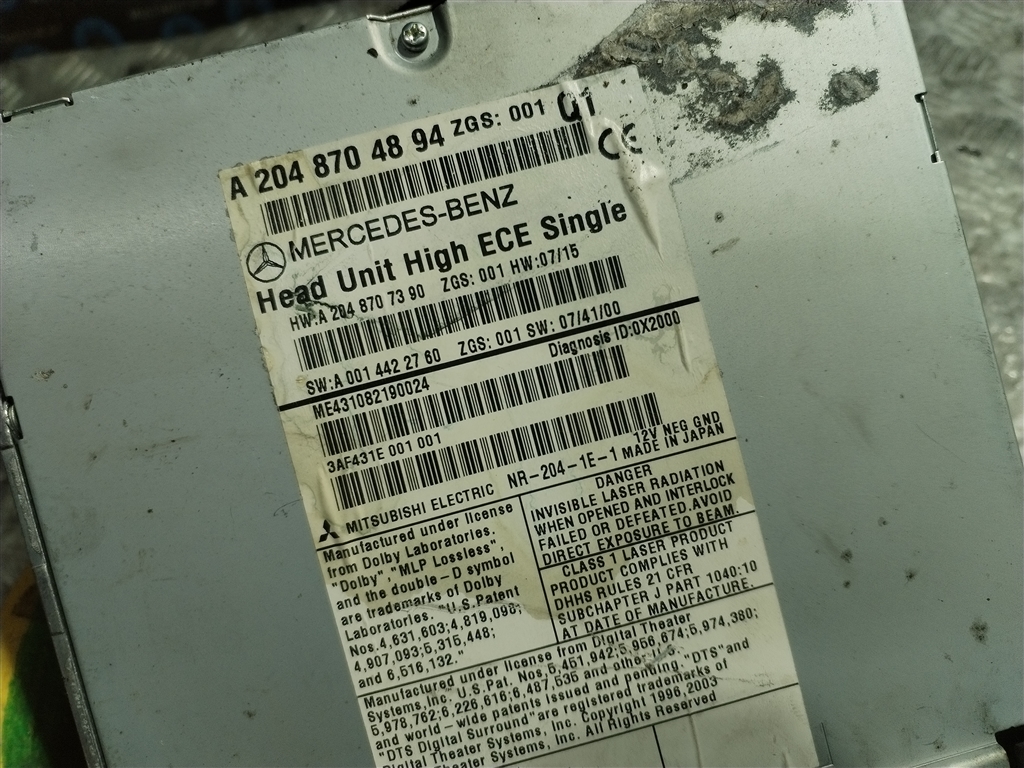 A 204 870 48 94 ZGS: 001 Q1
CE
MERCEDES-BENZ
Head Unit High ECE Single
HW:A 204 870 73 90 ZGS: 001 HW:07/15
SW:A 001 442 27 60 ZGS: 001 SW: 07/41/00
ME431082190024 Diagnosis ID:0X2000
3AF431E 001 001
12V NEG GND
MITSUBISHI ELECTRIC NR-204-1E-1 MADE IN JAPAN
Manufactured under license
from Dolby Laboratories.
"Dolby", "MLP Lossless",
and the double-D symbol
are trademarks of Dolby
Laboratories. U.S.Patent
Nos.4,631,603;4,819,098;
4,907,093;5,315,448;
and 6,516,132."
DANGER
INVISIBLE LASER RADIATION
WHEN OPENED AND INTERLOCK
FAILED OR DEFEATED.AVOID
DIRECT EXPOSURE TO BEAM.
CLASS 1 LASER PRODUCT
PRODUCT COMPLIES WITH
DHHS RULES 21 CFR
SUBCHAPTER J PART 1040:10
AT DATE OF MANUFACTURE.
Manufactured under license from Digital Theater
Systems, Inc. U.S. Pat. Nos,5,451,942;5,956,674;5,974,380;
5,978,762;6,226,616;6,487,535 and other U.S.
and world-wide patents issued and pending. "DTS"and
"DTS Digital Surround"are registered trademarks of
Digital Theater Systems, Inc. Copyright 1996,2003
Digital Theater Systems, Inc. All Rights Reserved